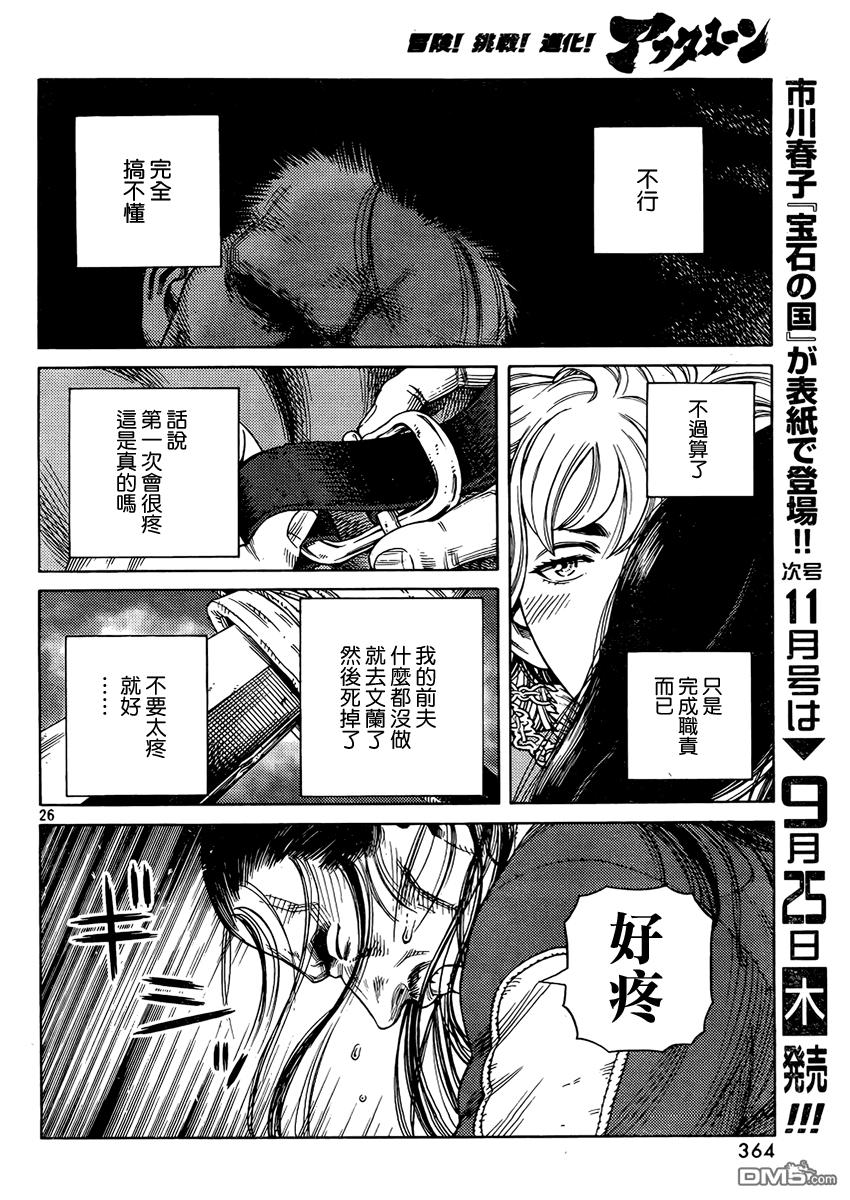 冒険! 挑戦! 進化!
アフタヌーン
不行
完全
搞不懂
不過算了
只是
完成職責
而已
話說
第一次會很疼
這是真的嗎
我的前夫
什麼都沒做
就去文蘭了
然後死掉了
不要太疼
就好
……
26
ギシッ
好疼
市川春子『宝石の国』が表紙で登場!! 次号11月号は▼9月25日木発売!!!
364
DM5.com